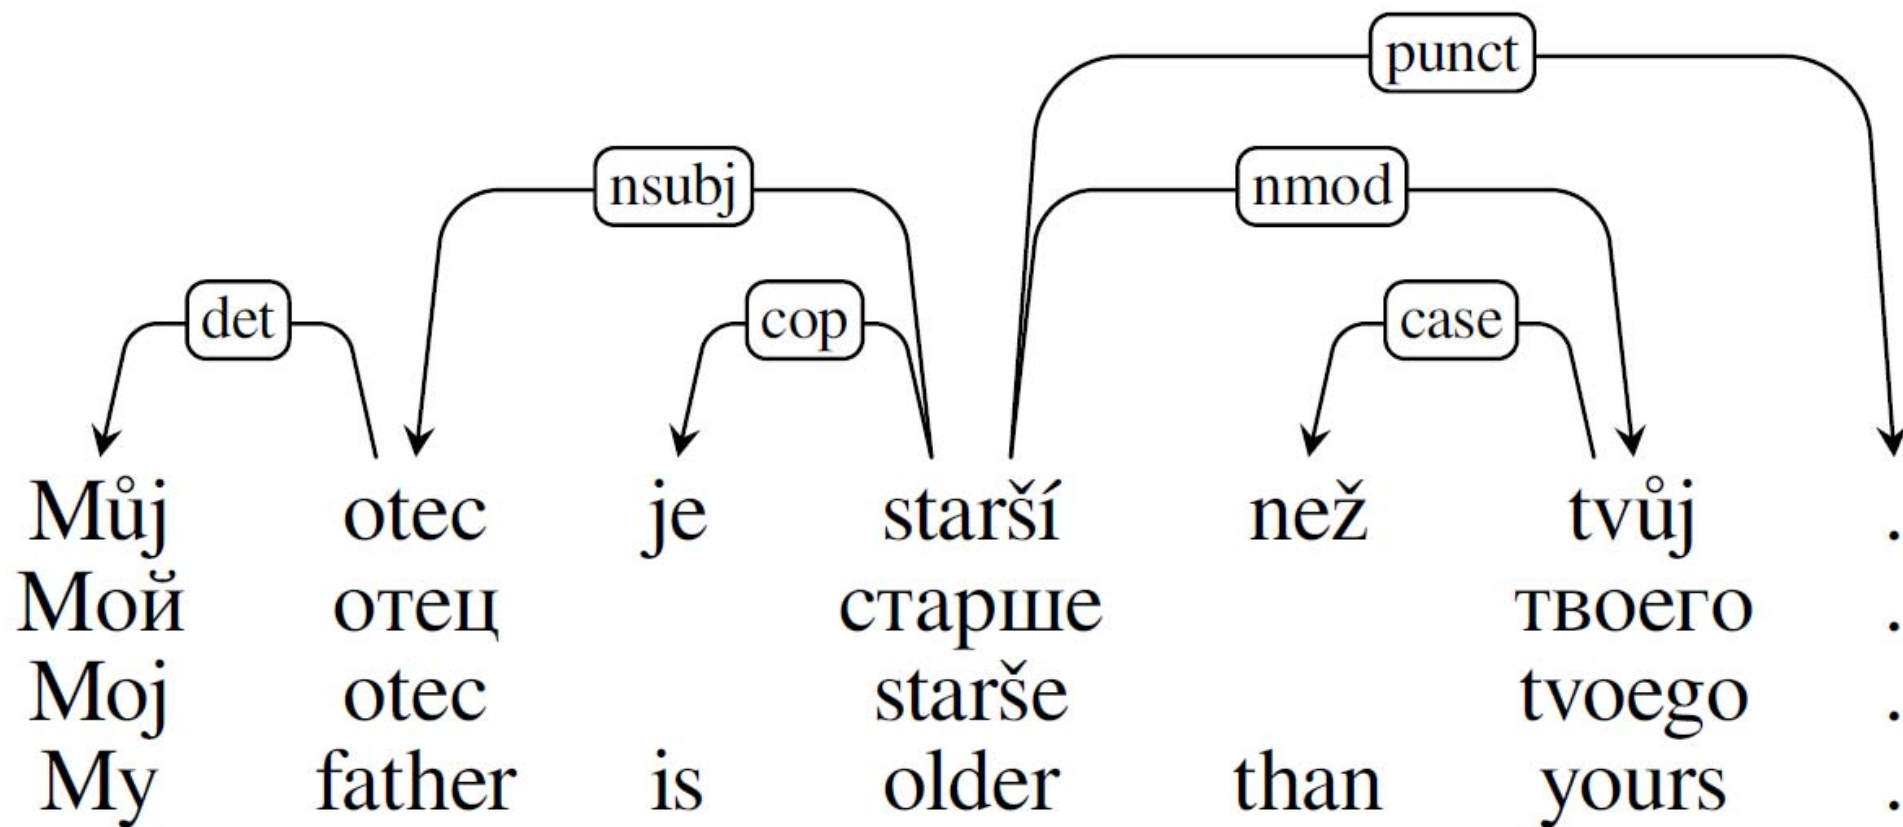 punct
nsubj nmod
det cop case
Můj otec je starší než tvůj .
Мой отец старше твоего .
Moj otec starše tvoego .
My father is older than yours .